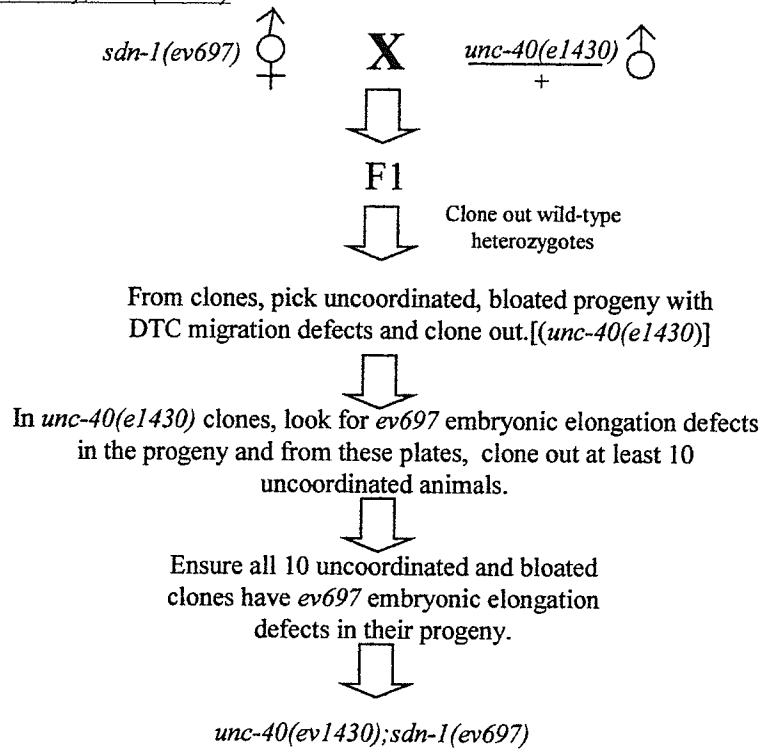 sdn-1(ev697) X unc-40(e1430)
+
F1
Clone out wild-type
heterozygotes
From clones, pick uncoordinated, bloated progeny with
DTC migration defects and clone out.[(unc-40(e1430)]
In unc-40(e1430) clones, look for ev697 embryonic elongation defects
in the progeny and from these plates, clone out at least 10
uncoordinated animals.
Ensure all 10 uncoordinated and bloated
clones have ev697 embryonic elongation
defects in their progeny.
unc-40(ev1430);sdn-1(ev697)